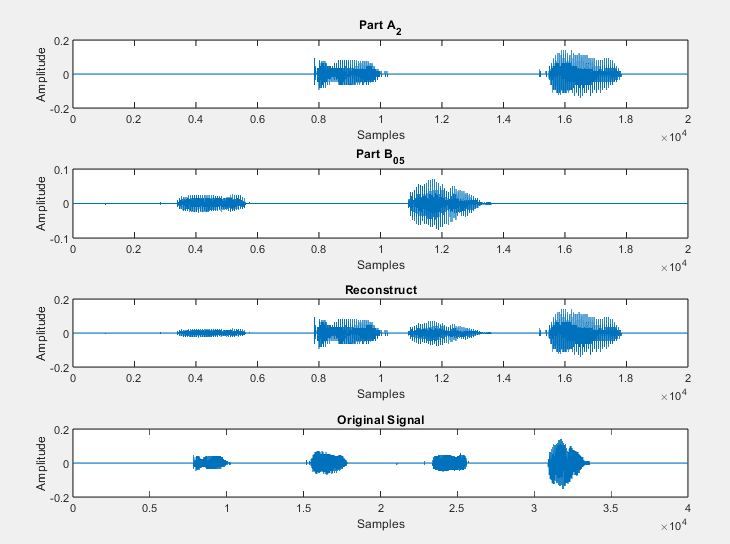 Part A2
0.2
0
-0.2
Amplitude
0 0.2 0.4 0.6 0.8 1 1.2 1.4 1.6 1.8 2
Samples
×10^4
Part B05
0.1
0
-0.1
Amplitude
0 0.2 0.4 0.6 0.8 1 1.2 1.4 1.6 1.8 2
Samples
×10^4
Reconstruct
0.2
0
-0.2
Amplitude
0 0.2 0.4 0.6 0.8 1 1.2 1.4 1.6 1.8 2
Samples
×10^4
Original Signal
0.2
0
-0.2
Amplitude
0 0.5 1 1.5 2 2.5 3 3.5 4
Samples
×10^4